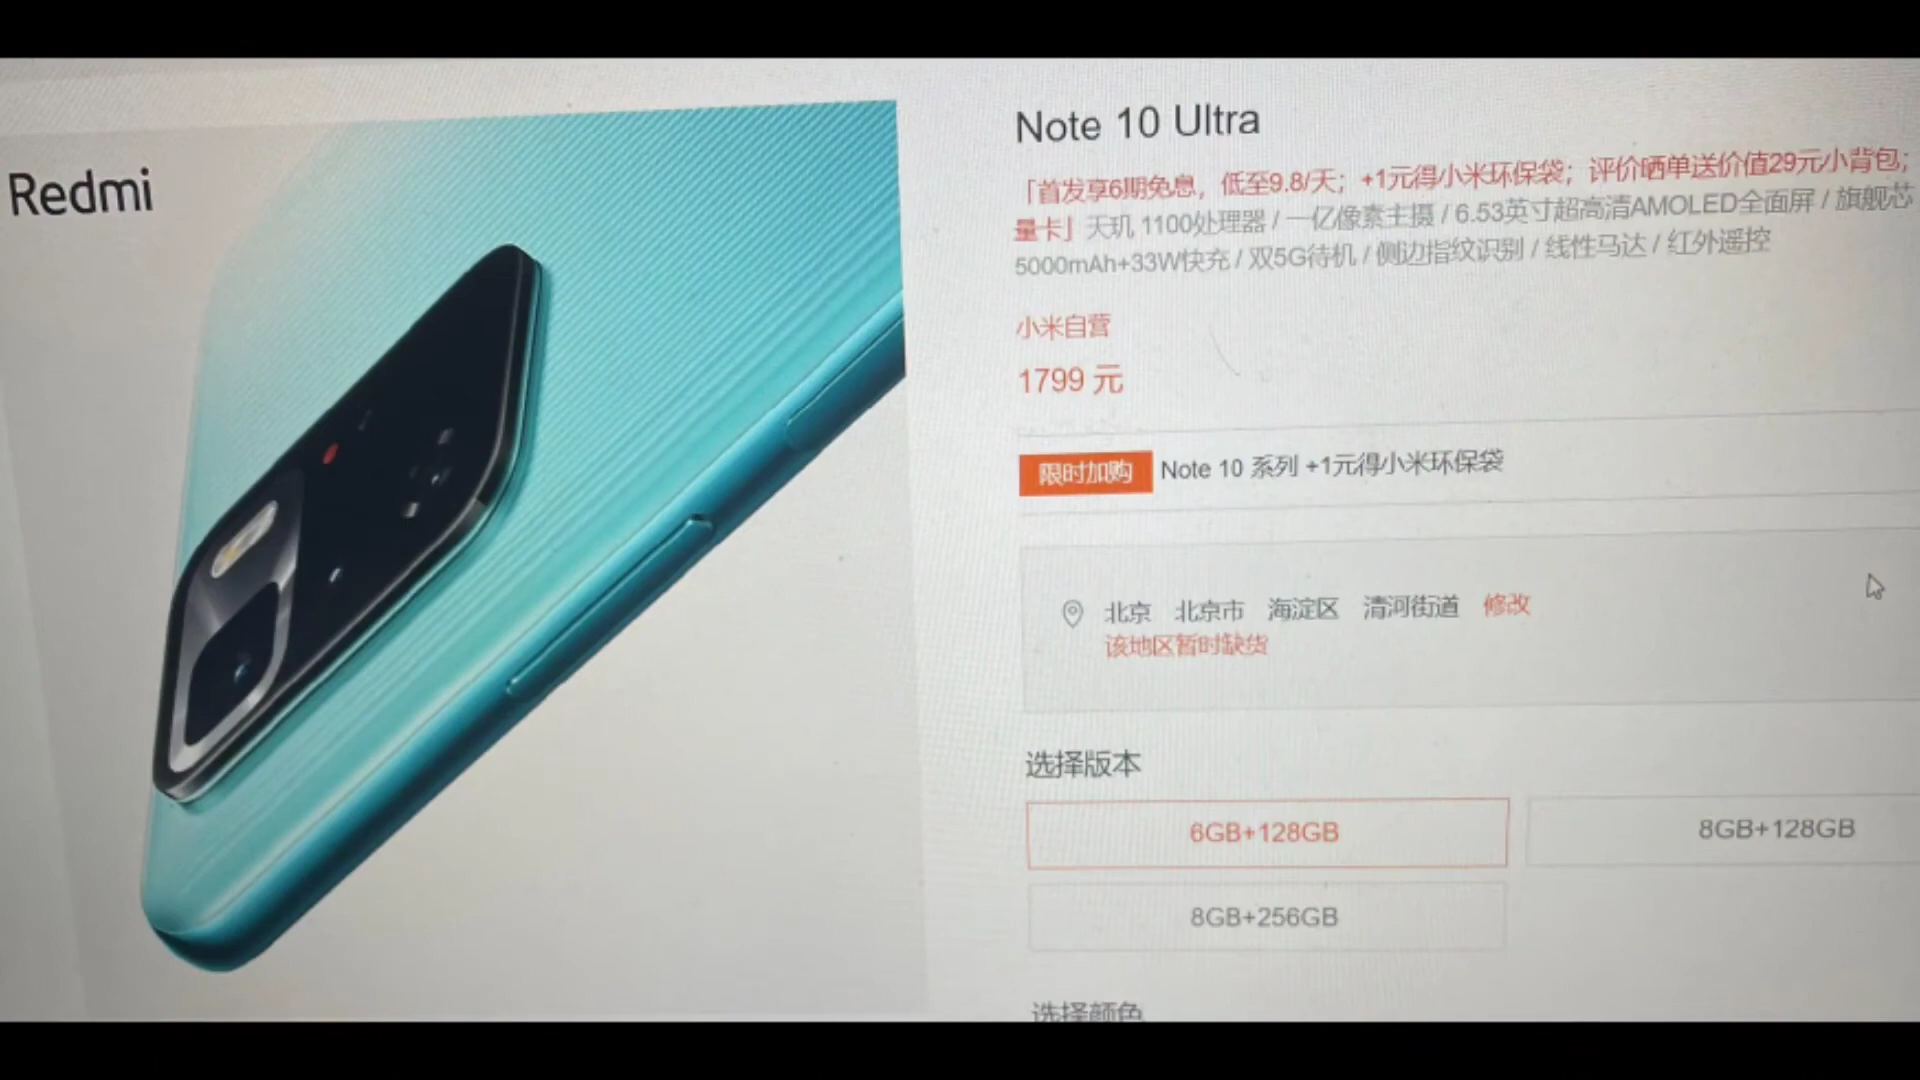 Redmi
Note 10 Ultra
「首发享6期免息，低至9.8/天；+1元得小米环保袋；评价晒单送价值29元小背包；
量卡」天玑 1100处理器 / 一亿像素主摄 / 6.53英寸超高清AMOLED全面屏 / 旗舰芯
5000mAh+33W快充 / 双5G待机 / 侧边指纹识别 / 线性马达 / 红外遥控
小米自营
1799 元
限时加购 Note 10 系列 +1元得小米环保袋
北京 北京市 海淀区 清河街道 修改
该地区暂时缺货
选择版本
6GB+128GB 8GB+128GB
8GB+256GB
选择颜色